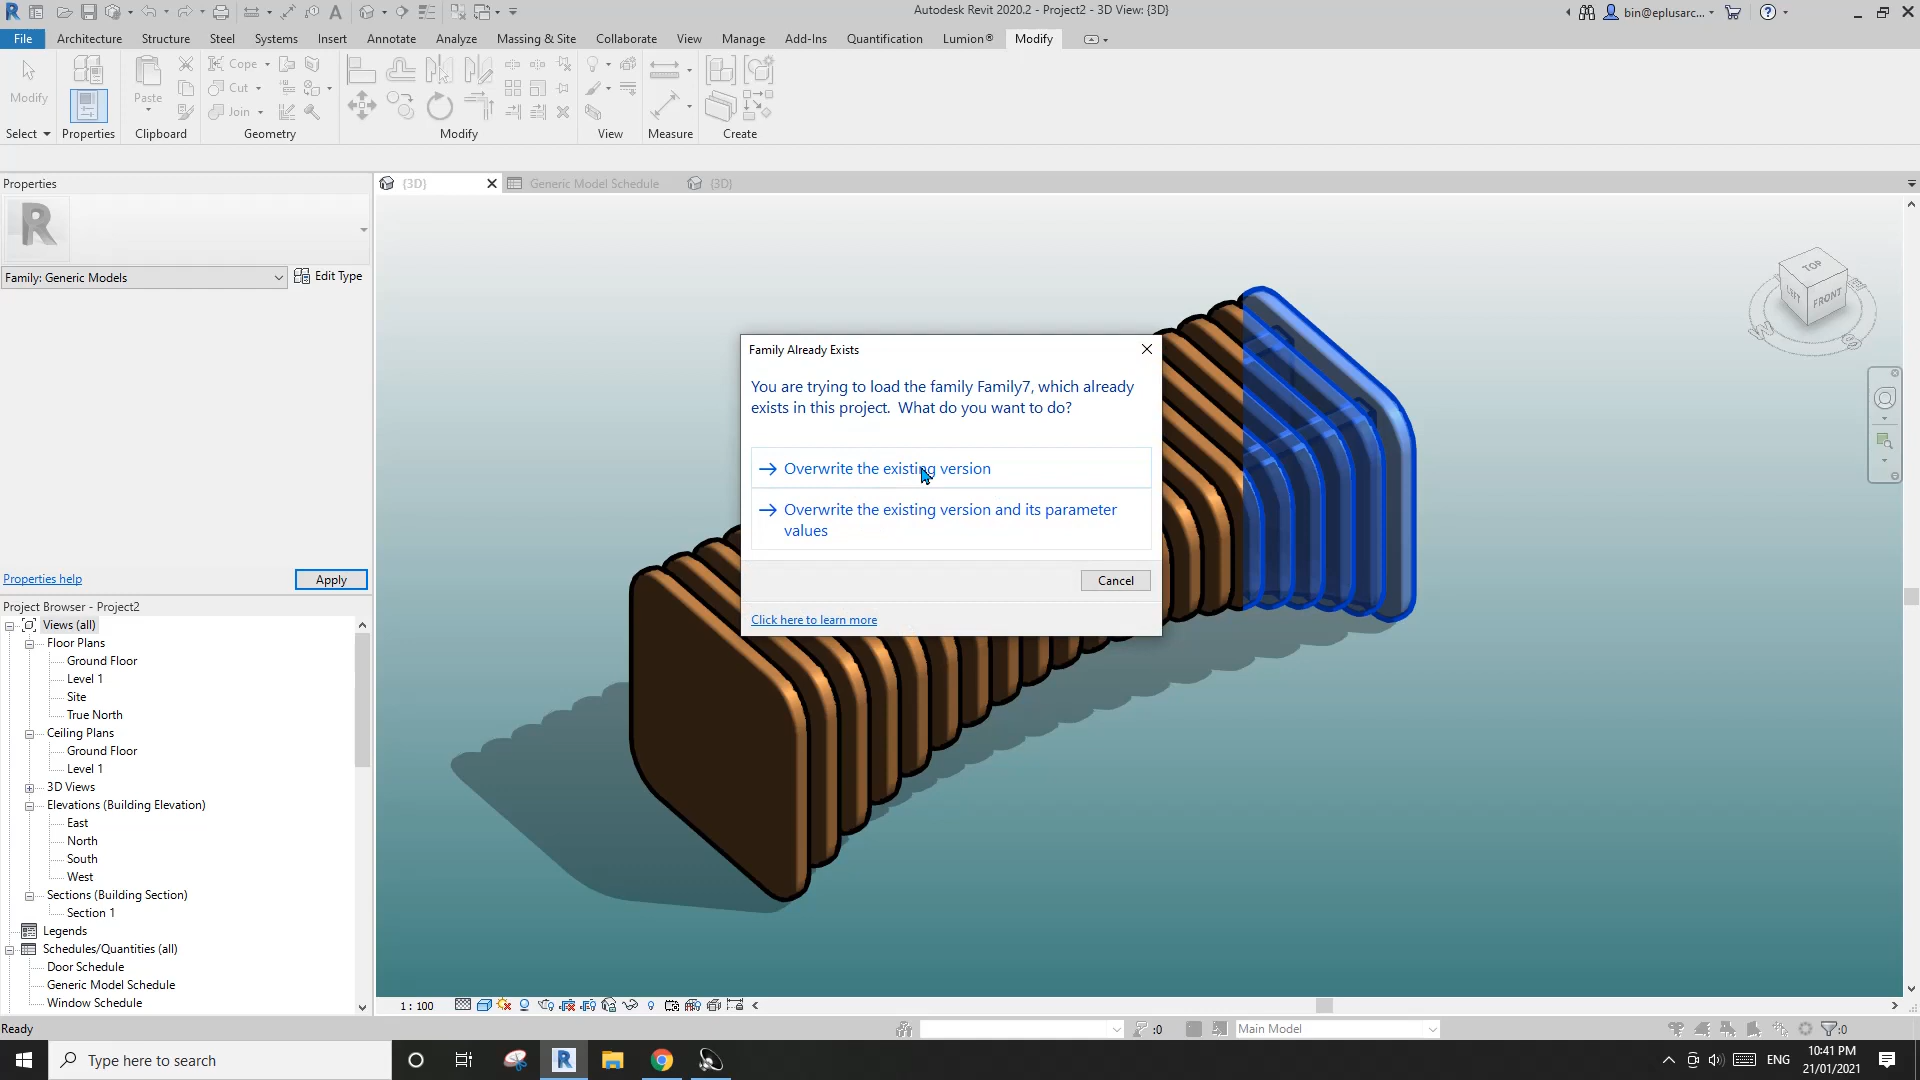 Autodesk Revit 2020.2 - Project2 - 3D View: {3D}
bin@eplusarc...
File Architecture Structure Steel Systems Insert Annotate Analyze Massing & Site Collaborate View Manage Add-Ins Quantification Lumion® Modify
Modify
Paste
Cope
Cut
Join
Select Properties Clipboard Geometry Modify View Measure Create
Properties
{3D}
Generic Model Schedule
{3D}
R
Family: Generic Models
Edit Type
TOP
LEFT
FRONT
W
S
Family Already Exists
You are trying to load the family Family7, which already
exists in this project. What do you want to do?
Overwrite the existing version
Overwrite the existing version and its parameter
values
Cancel
Click here to learn more
Properties help
Apply
Project Browser - Project2
Views (all)
Floor Plans
Ground Floor
Level 1
Site
True North
Ceiling Plans
Ground Floor
Level 1
3D Views
Elevations (Building Elevation)
East
North
South
West
Sections (Building Section)
Section 1
Legends
Schedules/Quantities (all)
Door Schedule
Generic Model Schedule
Window Schedule
1 : 100
Ready
:0
Main Model
:0
Type here to search
ENG
10:41 PM
21/01/2021